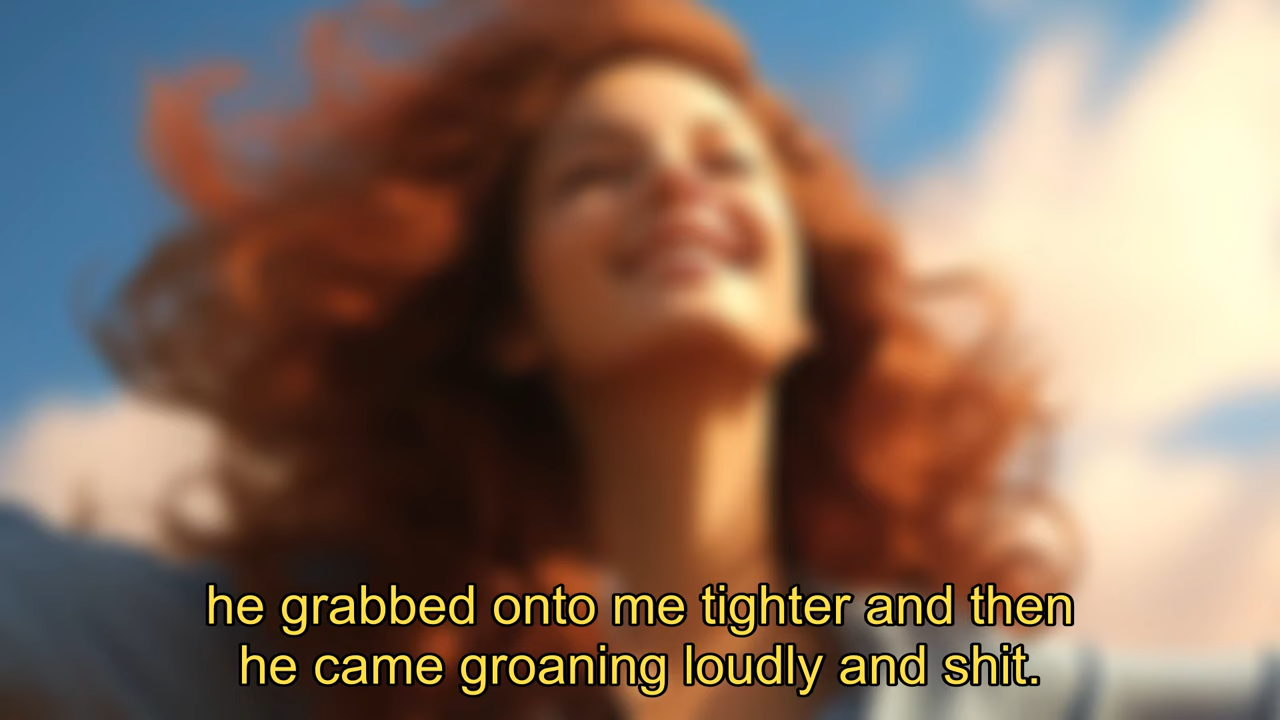 he grabbed onto me tighter and then
he came groaning loudly and shit.